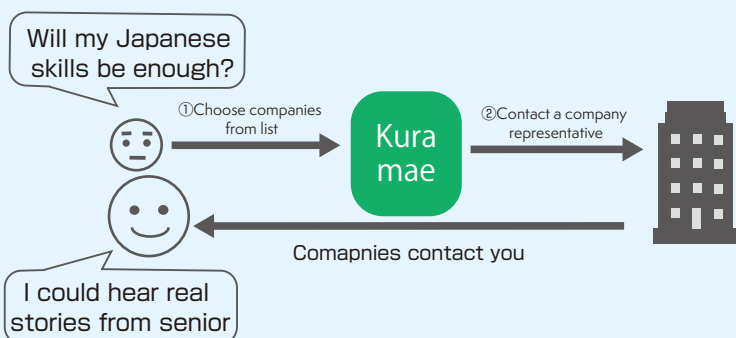 Will my Japanese
skills be enough?
①Choose companies
from list
Kura
mae
②Contact a company
representative
Comapnies contact you
I could hear real
stories from senior